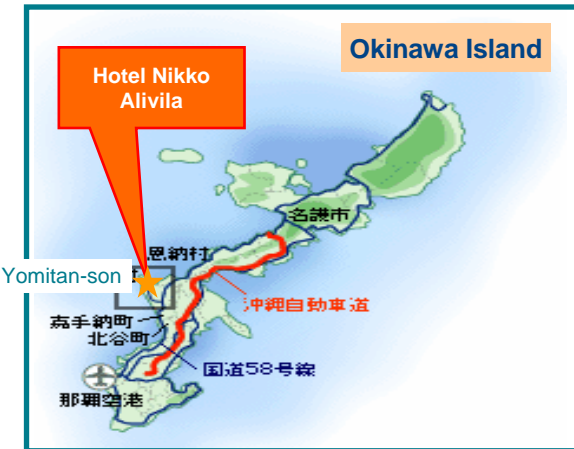 Okinawa Island
Hotel Nikko
Alivila
名護市
恩納村
Yomitan-son
沖縄自動車道
嘉手納町
北谷町
国道58号線
那覇空港